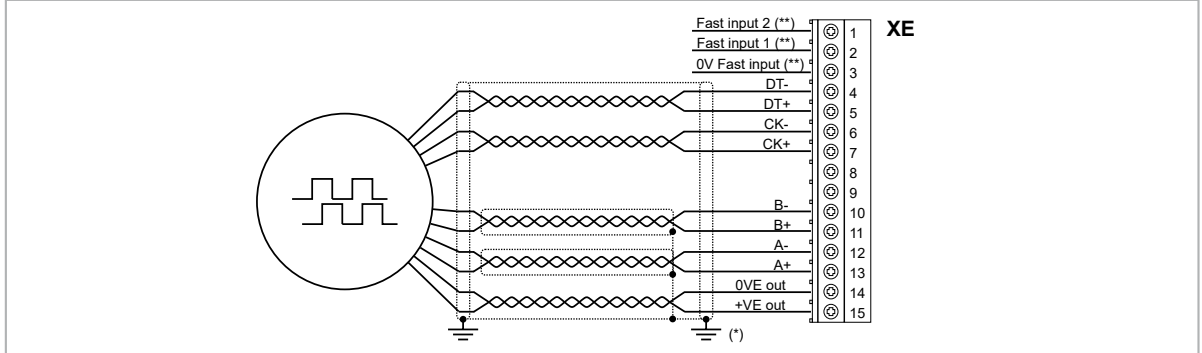 Fast input 2 (**) 1 XE
Fast input 1 (**) 2
0V Fast input (**) 3
DT- 4
DT+ 5
CK- 6
CK+ 7
8
9
B- 10
B+ 11
A- 12
A+ 13
0VE out 14
+VE out 15
(*)